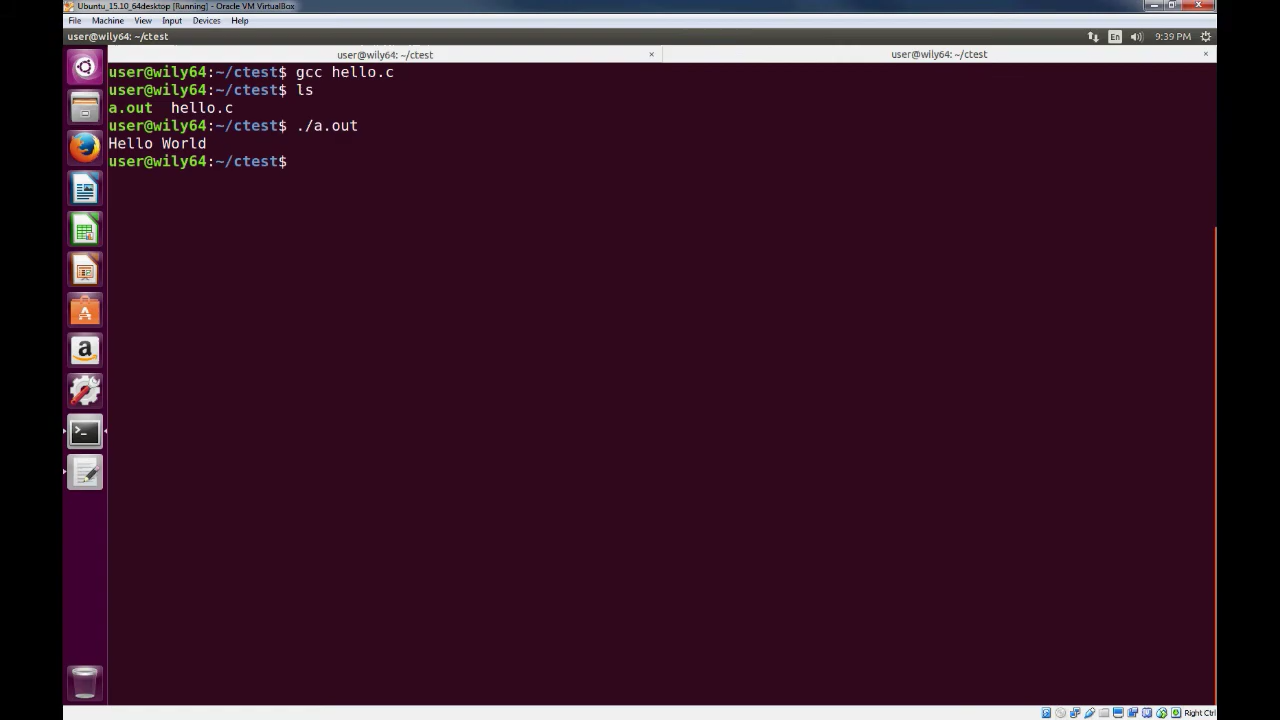 Ubuntu_15.10_64desktop [Running] - Oracle VM VirtualBox
File Machine View Input Devices Help
user@wily64: ~/ctest
En
9:39 PM
user@wily64: ~/ctest ×
user@wily64: ~/ctest ×
user@wily64:~/ctest$ gcc hello.c
user@wily64:~/ctest$ ls
a.out  hello.c
user@wily64:~/ctest$ ./a.out
Hello World
user@wily64:~/ctest$
Right Ctrl